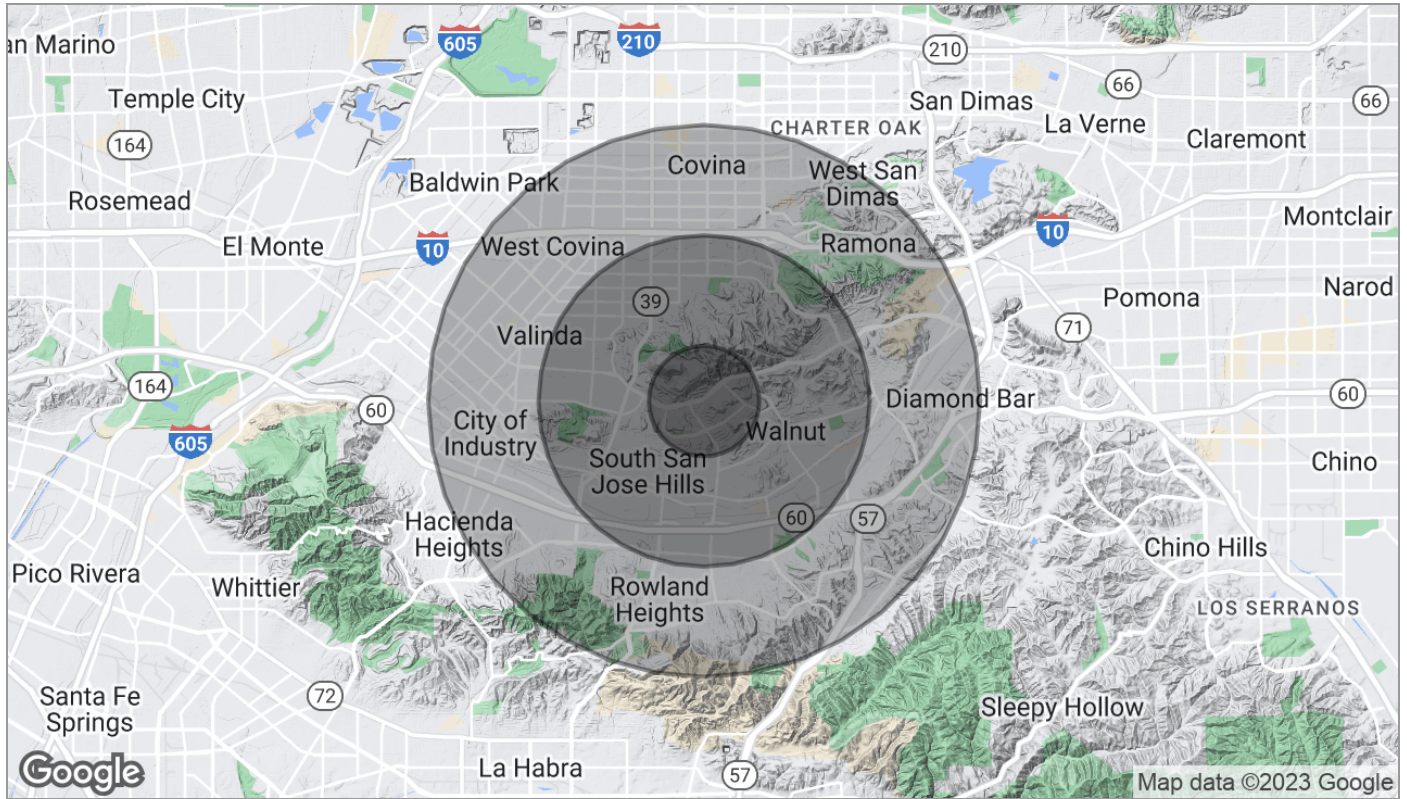 an Marino
605
210
210
66
66
Temple City
San Dimas
La Verne
CHARTER OAK
Claremont
164
Covina
West San
Dimas
Baldwin Park
Rosemead
Montclair
El Monte
10
West Covina
Ramona
10
Pomona
Narod
39
71
Valinda
164
60
Diamond Bar
60
City of
Industry
Walnut
605
South San
Jose Hills
Chino
60
57
Hacienda
Heights
Chino Hills
Pico Rivera
Whittier
Rowland
Heights
LOS SERRANOS
Santa Fe
Springs
72
Sleepy Hollow
La Habra
57
Google
Map data ©2023 Google